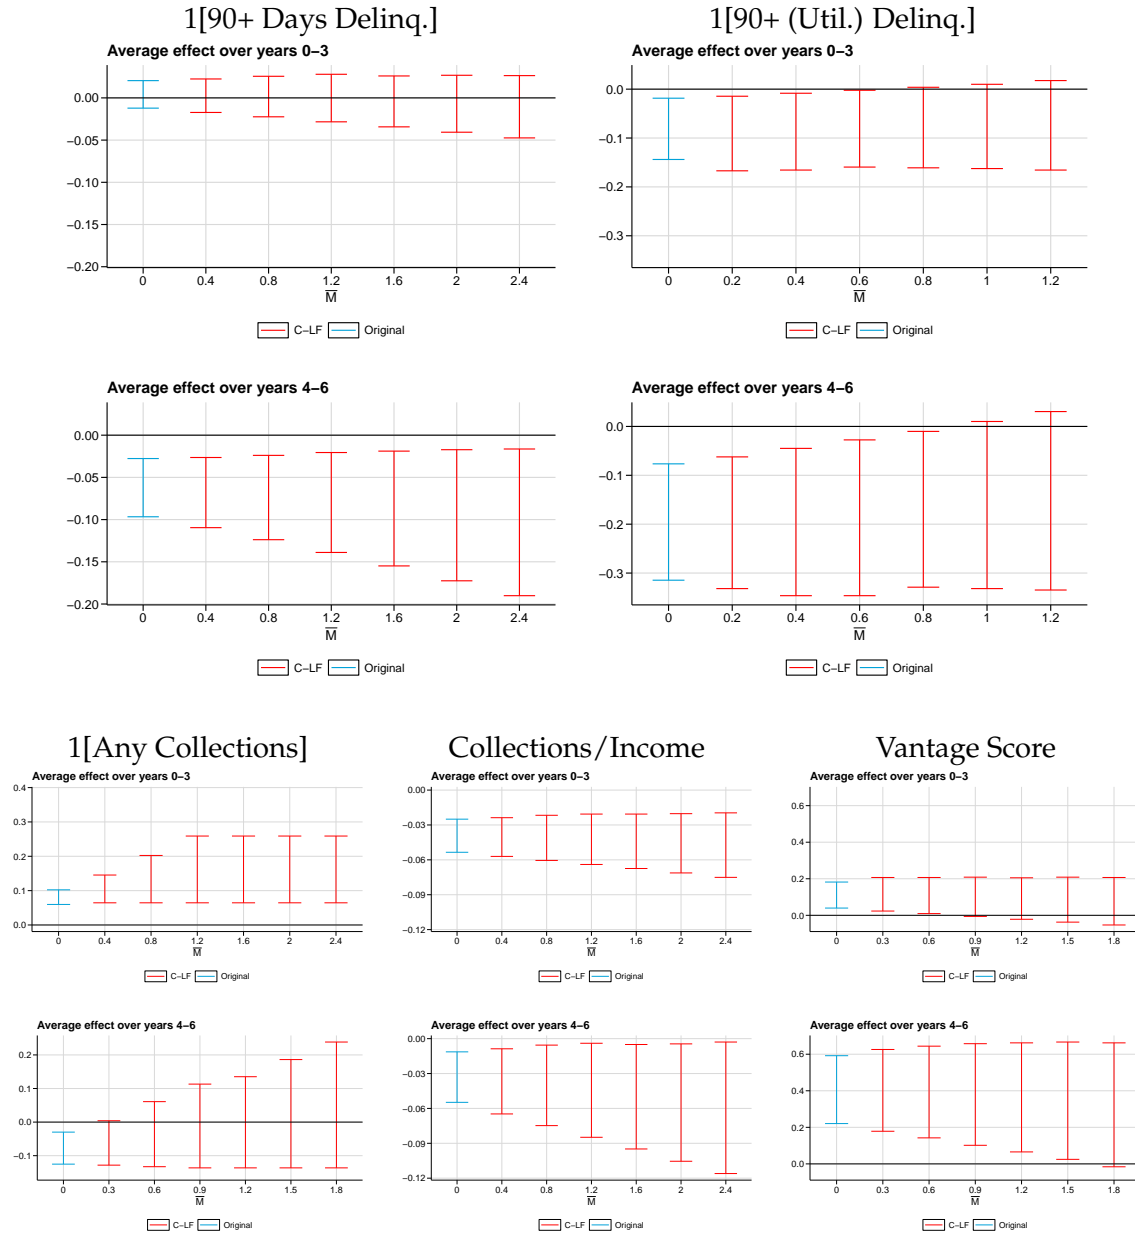 1[90+ Days Delinq.]
Average effect over years 0–3
0.00
−0.05
−0.10
−0.15
−0.20
0 0.4 0.8 1.2 1.6 2 2.4
M̅
C−LF Original
1[90+ (Util.) Delinq.]
Average effect over years 0–3
0.0
−0.1
−0.2
−0.3
0 0.2 0.4 0.6 0.8 1 1.2
M̅
C−LF Original
Average effect over years 4–6
0.00
−0.05
−0.10
−0.15
−0.20
0 0.4 0.8 1.2 1.6 2 2.4
M̅
C−LF Original
Average effect over years 4–6
0.0
−0.1
−0.2
−0.3
0 0.2 0.4 0.6 0.8 1 1.2
M̅
C−LF Original
1[Any Collections]
Average effect over years 0–3
0.4
0.3
0.2
0.1
0.0
0 0.4 0.8 1.2 1.6 2 2.4
M̅
C−LF Original
Collections/Income
Average effect over years 0–3
0.00
−0.03
−0.06
−0.09
−0.12
0 0.4 0.8 1.2 1.6 2 2.4
M̅
C−LF Original
Vantage Score
Average effect over years 0–3
0.6
0.4
0.2
0.0
0 0.3 0.6 0.9 1.2 1.5 1.8
M̅
C−LF Original
Average effect over years 4–6
0.2
0.1
0.0
−0.1
0 0.3 0.6 0.9 1.2 1.5 1.8
M̅
C−LF Original
Average effect over years 4–6
0.00
−0.03
−0.06
−0.09
−0.12
0 0.4 0.8 1.2 1.6 2 2.4
M̅
C−LF Original
Average effect over years 4–6
0.6
0.4
0.2
0.0
0 0.3 0.6 0.9 1.2 1.5 1.8
M̅
C−LF Original